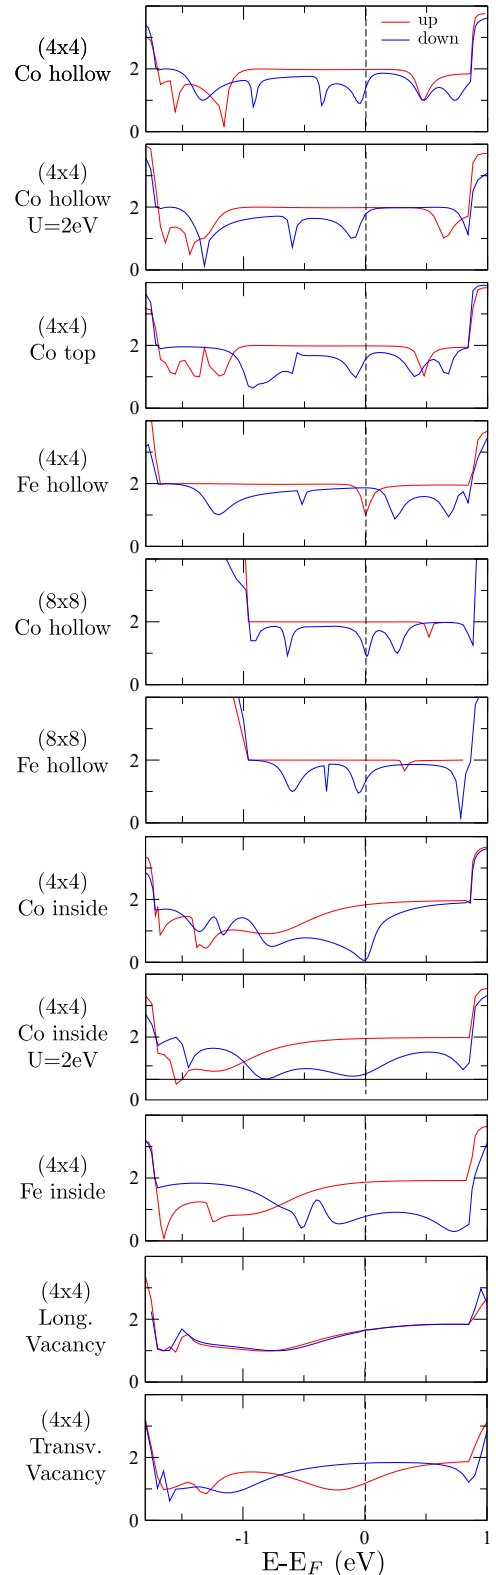 (4x4)
Co hollow
up
down
2
0
(4x4)
Co hollow
U=2eV
2
0
(4x4)
Co top
2
0
(4x4)
Fe hollow
2
0
(8x8)
Co hollow
2
0
(8x8)
Fe hollow
2
0
(4x4)
Co inside
2
0
(4x4)
Co inside
U=2eV
2
0
(4x4)
Fe inside
2
0
(4x4)
Long.
Vacancy
2
0
(4x4)
Transv.
Vacancy
2
0
-1 0 1
E-E_F (eV)